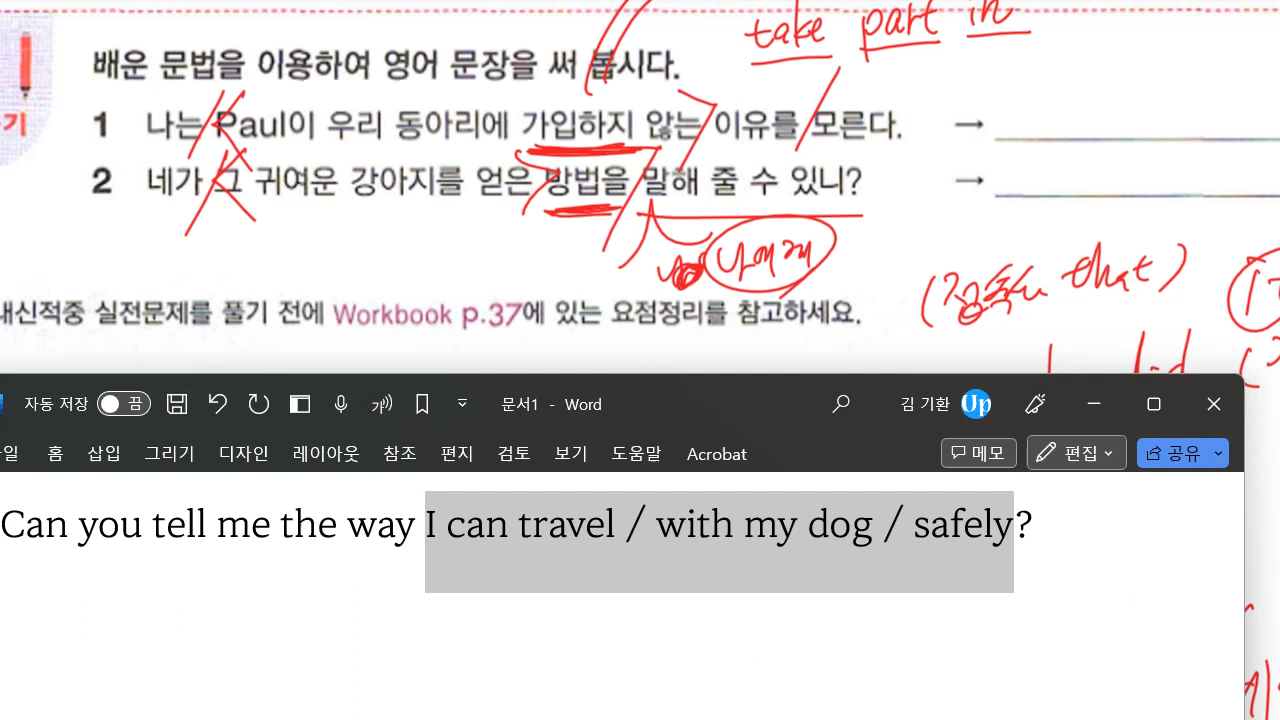 take part in
배운 문법을 이용하여 영어 문장을 써 봅시다.
1 나는 Paul이 우리 동아리에 가입하지 않는 이유를 모른다. →
2 네가 그 귀여운 강아지를 얻은 방법을 말해 줄 수 있니? →
나에게
(접속사 that)
내신적중 실전문제를 풀기 전에 Workbook p.37에 있는 요점정리를 참고하세요.
자동 저장 끔 가가)) 문서1 - Word 김 기환 Up
일 홈 삽입 그리기 디자인 레이아웃 참조 편지 검토 보기 도움말 Acrobat 메모 편집 공유
Can you tell me the way I can travel / with my dog / safely?